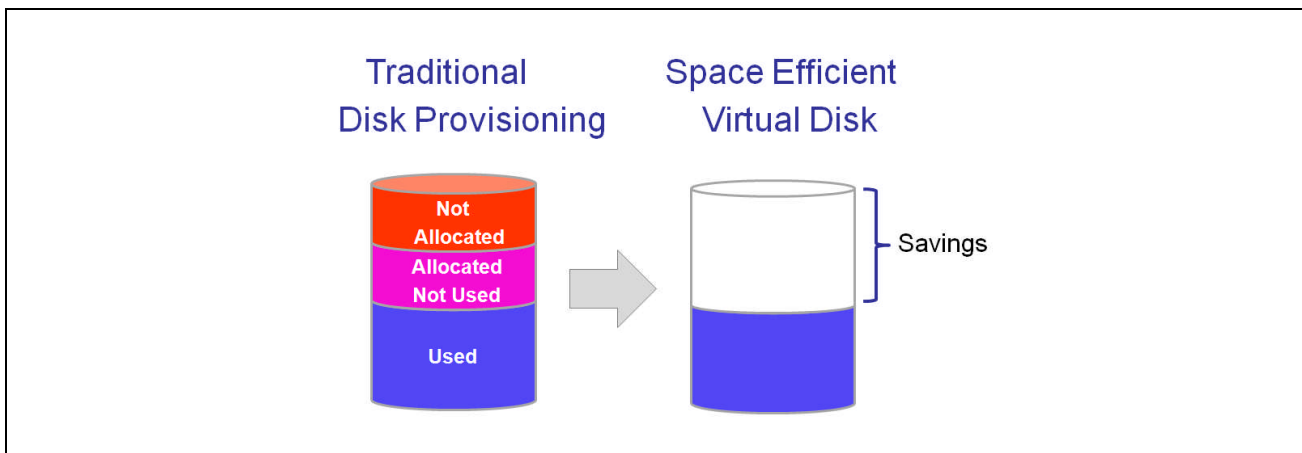 Traditional
Disk Provisioning
Space Efficient
Virtual Disk
Not
Allocated
Allocated
Not Used
Used
Savings